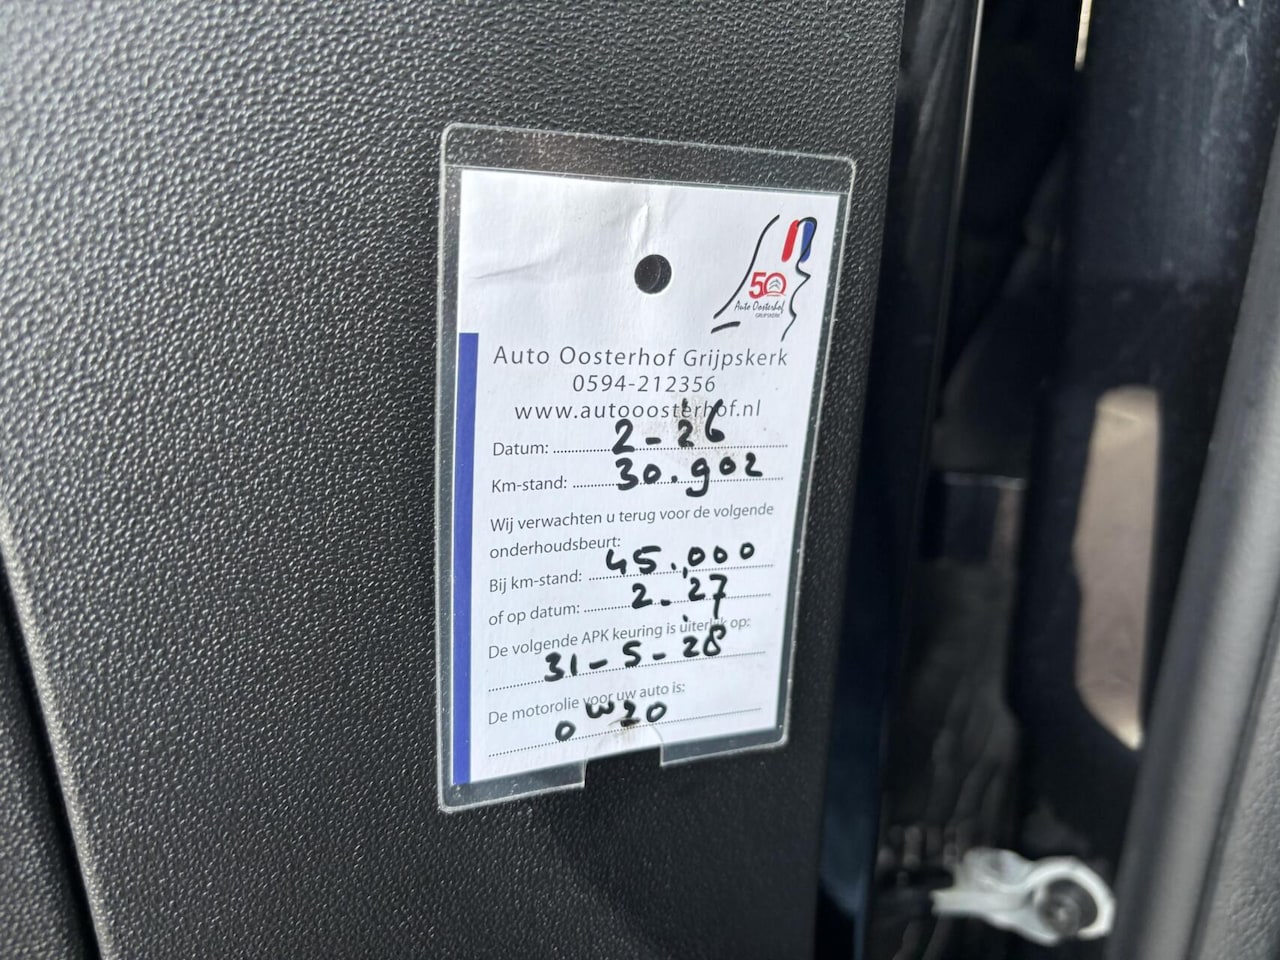 50
Auto Oosterhof
GRIJPSKERK
Auto Oosterhof Grijpskerk
0594-212356
www.autooosterhof.nl
Datum: 2-'26
Km-stand: 30.902
Wij verwachten u terug voor de volgende
onderhoudsbeurt:
Bij km-stand: 45.000
of op datum: 2-'27
De volgende APK keuring is uiterlijk op:
31-5-'28
De motorolie voor uw auto is:
0W20